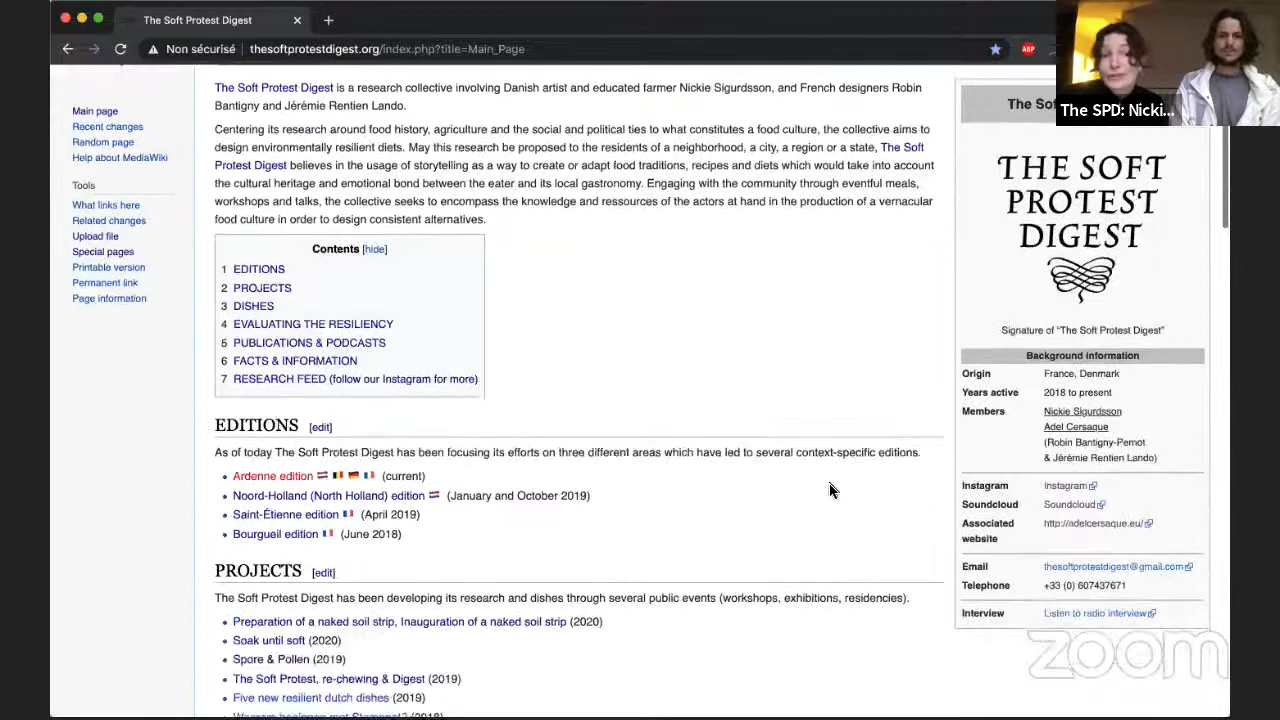 The Soft Protest Digest
Non sécurisé | thesoftprotestdigest.org/index.php?title=Main_Page
ABP
The SPD: Nicki...
Main page
Recent changes
Random page
Help about MediaWiki
Tools
What links here
Related changes
Upload file
Special pages
Printable version
Permanent link
Page information
The Soft Protest Digest is a research collective involving Danish artist and educated farmer Nickie Sigurdsson, and French designers Robin
Bantigny and Jérémie Rentien Lando.
Centering its research around food history, agriculture and the social and political ties to what constitutes a food culture, the collective aims to
design environmentally resilient diets. May this research be proposed to the residents of a neighborhood, a city, a region or a state, The Soft
Protest Digest believes in the usage of storytelling as a way to create or adapt food traditions, recipes and diets which would take into account
the cultural heritage and emotional bond between the eater and its local gastronomy. Engaging with the community through eventful meals,
workshops and talks, the collective seeks to encompass the knowledge and ressources of the actors at hand in the production of a vernacular
food culture in order to design consistent alternatives.
Contents [hide]
1 EDITIONS
2 PROJECTS
3 DISHES
4 EVALUATING THE RESILIENCY
5 PUBLICATIONS & PODCASTS
6 FACTS & INFORMATION
7 RESEARCH FEED (follow our Instagram for more)
EDITIONS [edit]
As of today The Soft Protest Digest has been focusing its efforts on three different areas which have led to several context-specific editions.
Ardenne edition (current)
Noord-Holland (North Holland) edition (January and October 2019)
Saint-Étienne edition (April 2019)
Bourgueil edition (June 2018)
PROJECTS [edit]
The Soft Protest Digest has been developing its research and dishes through several public events (workshops, exhibitions, residencies).
Preparation of a naked soil strip, Inauguration of a naked soil strip (2020)
Soak until soft (2020)
Spore & Pollen (2019)
The Soft Protest, re-chewing & Digest (2019)
Five new resilient dutch dishes (2019)
The
THE SOFT
PROTEST
DIGEST
Signature of "The Soft Protest Digest"
Background information
Origin France, Denmark
Years active 2018 to present
Members Nickie Sigurdsson
Adel Cersaque
(Robin Bantigny-Pernot
& Jérémie Rentien Lando)
Instagram Instagram
Soundcloud Soundcloud
Associated http://adelcersaque.eu/
website
Email thesoftprotestdigest@gmail.com
Telephone +33 (0) 607437671
Interview Listen to radio interview
zoom